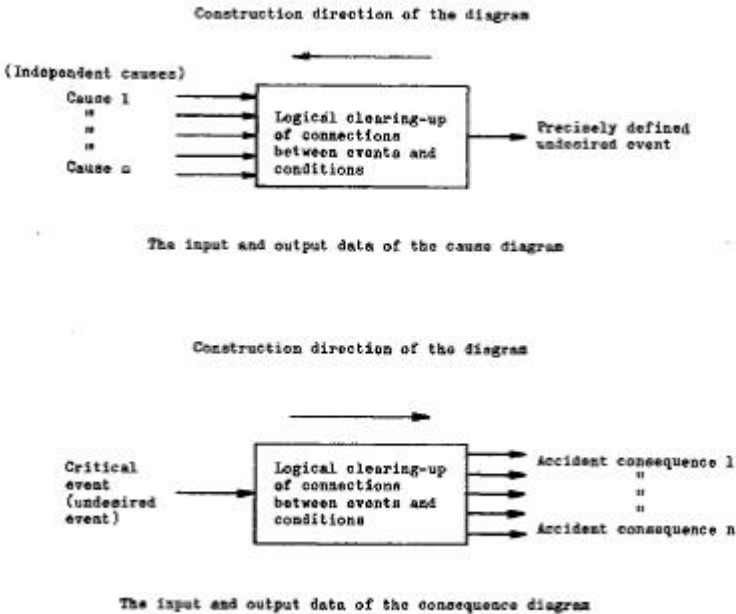 Construction direction of the diagram
(Independent causes)
Cause 1
"
"
"
Cause n
Logical clearing-up
of connections
between events and
conditions
Precisely defined
undesired event
The input and output data of the cause diagram
Construction direction of the diagram
Critical
event
(undesired
event)
Logical clearing-up
of connections
between events and
conditions
Accident consequence 1
"
"
"
Accident consequence n
The input and output data of the consequence diagram